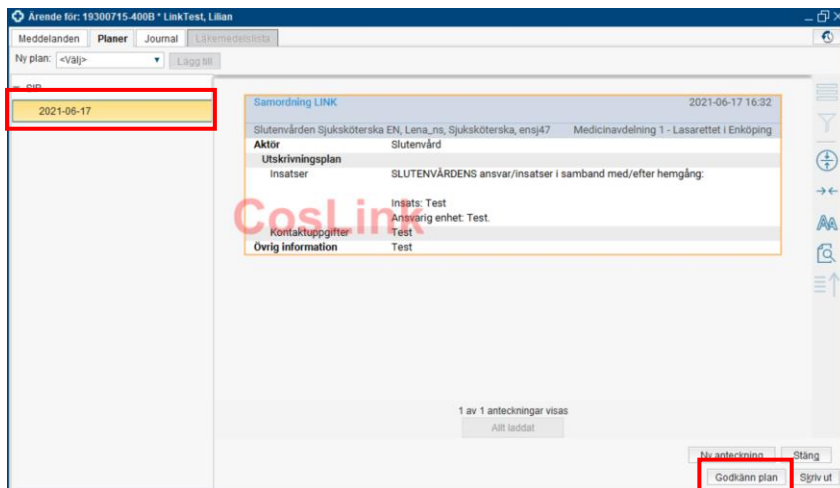 Ärende för: 19300715-400B * LinkTest, Lilian
Meddelanden Planer Journal Läkemedelslista
Ny plan: <Välj> Lägg till
SIP
2021-06-17
Samordning LINK 2021-06-17 16:32
Slutenvården Sjuksköterska EN, Lena_ns, Sjuksköterska, ensj47 Medicinavdelning 1 - Lasarettet i Enköping
Aktör Slutenvård
Utskrivningsplan
Insatser SLUTENVÅRDENS ansvar/insatser i samband med/efter hemgång:
Insats: Test
Ansvarig enhet: Test.
CosLink
Kontaktuppgifter Test
Övrig information Test
1 av 1 anteckningar visas
Allt laddat
Ny anteckning Stäng
Godkänn plan Skriv ut